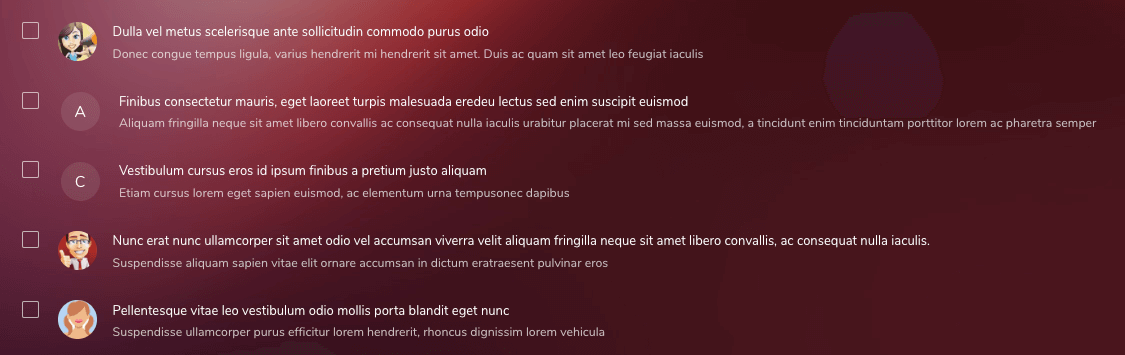 Dulla vel metus scelerisque ante sollicitudin commodo purus odio
Donec congue tempus ligula, varius hendrerit mi hendrerit sit amet. Duis ac quam sit amet leo feugiat iaculis
A
Finibus consectetur mauris, eget laoreet turpis malesuada eredeu lectus sed enim suscipit euismod
Aliquam fringilla neque sit amet libero convallis ac consequat nulla iaculis urabitur placerat mi sed massa euismod, a tincidunt enim tinciduntam porttitor lorem ac pharetra semper
C
Vestibulum cursus eros id ipsum finibus a pretium justo aliquam
Etiam cursus lorem eget sapien euismod, ac elementum urna tempusonec dapibus
Nunc erat nunc ullamcorper sit amet odio vel accumsan viverra velit aliquam fringilla neque sit amet libero convallis, ac consequat nulla iaculis.
Suspendisse aliquam sapien vitae elit ornare accumsan in dictum eratraesent pulvinar eros
Pellentesque vitae leo vestibulum odio mollis porta blandit eget nunc
Suspendisse ullamcorper purus efficitur lorem hendrerit, rhoncus dignissim lorem vehicula